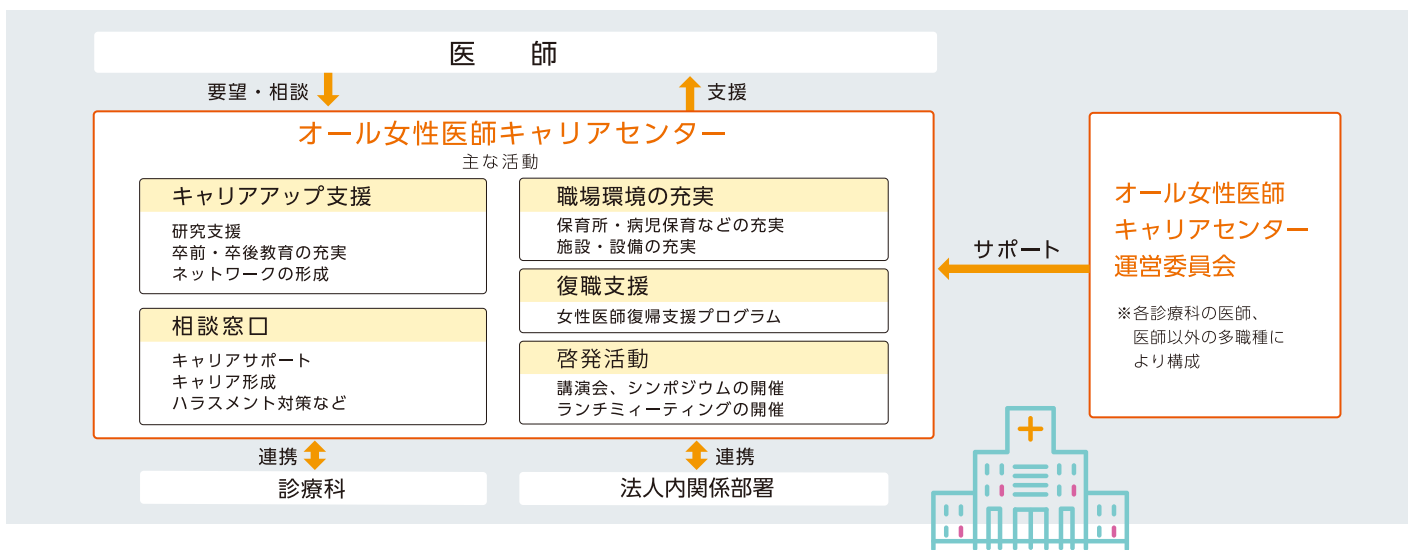 医　師
要望・相談
支援
オール女性医師キャリアセンター
主な活動
キャリアアップ支援
研究支援
卒前・卒後教育の充実
ネットワークの形成
相談窓口
キャリアサポート
キャリア形成
ハラスメント対策など
職場環境の充実
保育所・病児保育などの充実
施設・設備の充実
復職支援
女性医師復帰支援プログラム
啓発活動
講演会、シンポジウムの開催
ランチミィーティングの開催
連携
連携
診療科
法人内関係部署
サポート
オール女性医師
キャリアセンター
運営委員会
※各診療科の医師、
医師以外の多職種に
より構成